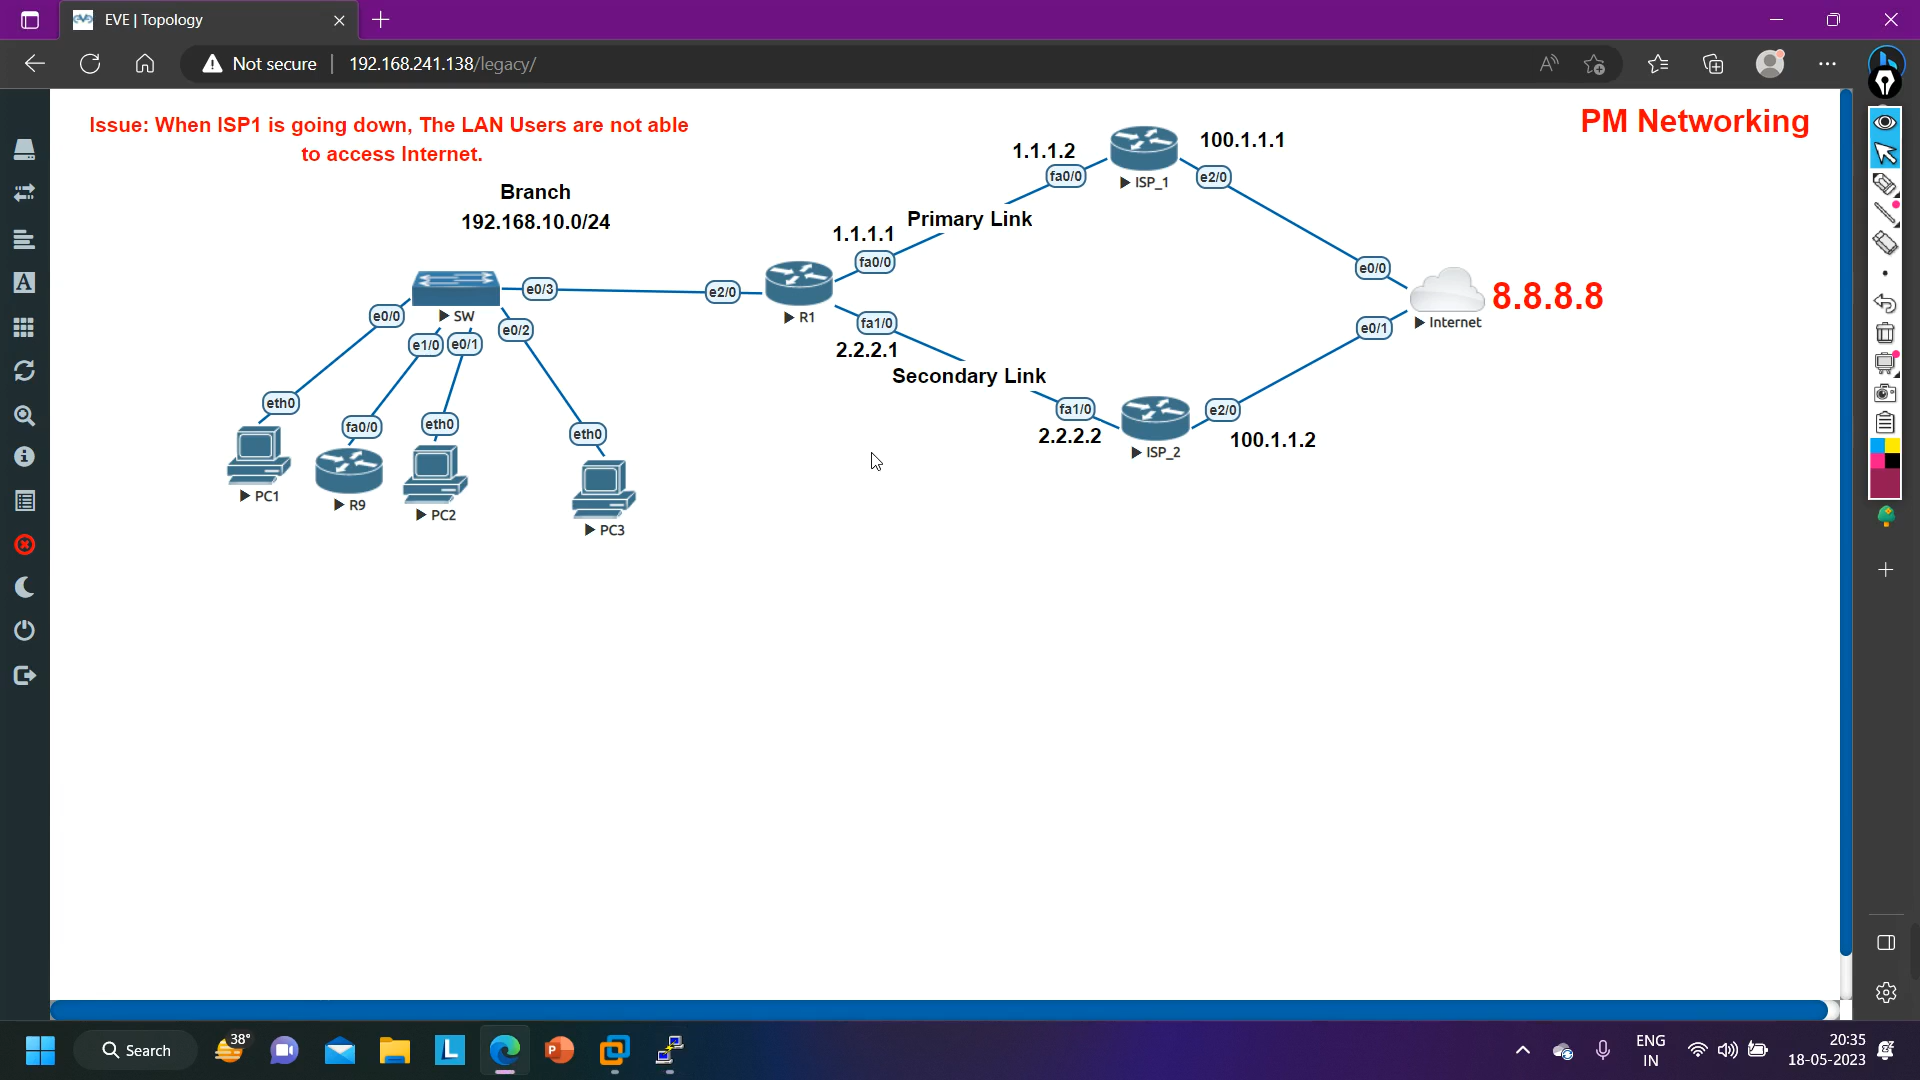 EVE | Topology
Not secure
192.168.241.138/legacy/
Issue: When ISP1 is going down, The LAN Users are not able
to access Internet.
PM Networking
Branch
192.168.10.0/24
1.1.1.2
100.1.1.1
fa0/0
e2/0
ISP_1
Primary Link
1.1.1.1
fa0/0
e0/3
e2/0
R1
fa1/0
2.2.2.1
Secondary Link
e0/0
8.8.8.8
Internet
e0/1
fa1/0
e2/0
2.2.2.2
100.1.1.2
ISP_2
e0/0
SW
e1/0
e0/1
e0/2
eth0
fa0/0
eth0
eth0
PC1
R9
PC2
PC3
38°
Search
ENG
IN
20:35
18-05-2023